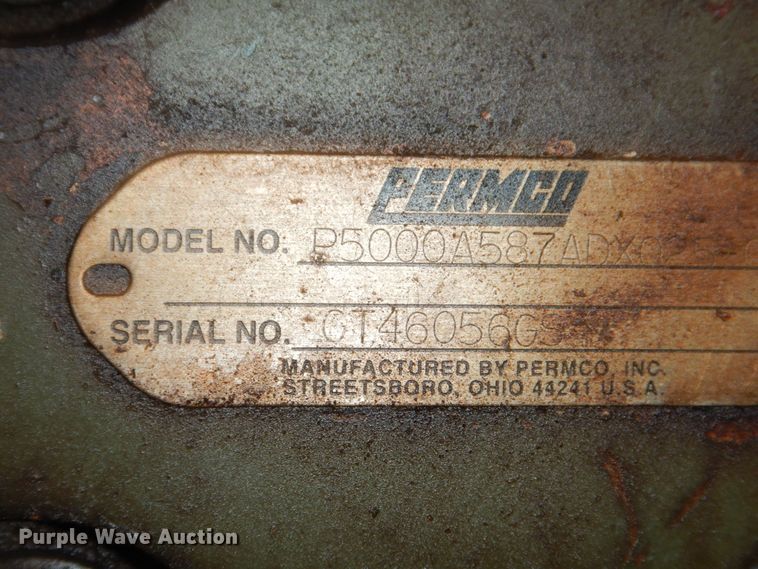 PERMCO
MODEL NO. P5000A587ADX
SERIAL NO. CT46056G
MANUFACTURED BY PERMCO, INC.
STREETSBORO, OHIO 44241 U.S.A.
Purple Wave Auction